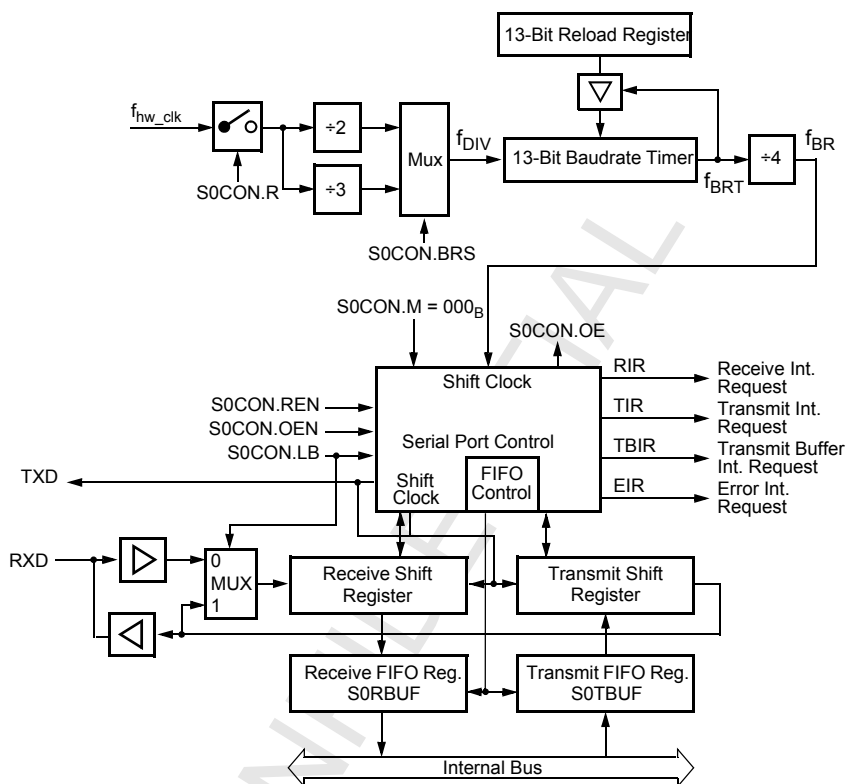 13-Bit Reload Register
f_hw_clk
÷2
f_DIV
f_BR
Mux
13-Bit Baudrate Timer
÷4
÷3
f_BRT
S0CON.R
S0CON.BRS
S0CON.M = 000_B
S0CON.OE
Shift Clock
RIR
Receive Int.
Request
S0CON.REN
TIR
Transmit Int.
Request
S0CON.OEN
Serial Port Control
S0CON.LB
TBIR
Transmit Buffer
Int. Request
TXD
Shift
Clock
FIFO
Control
EIR
Error Int.
Request
RXD
0
MUX
1
Receive Shift
Register
Transmit Shift
Register
Receive FIFO Reg.
S0RBUF
Transmit FIFO Reg.
S0TBUF
Internal Bus